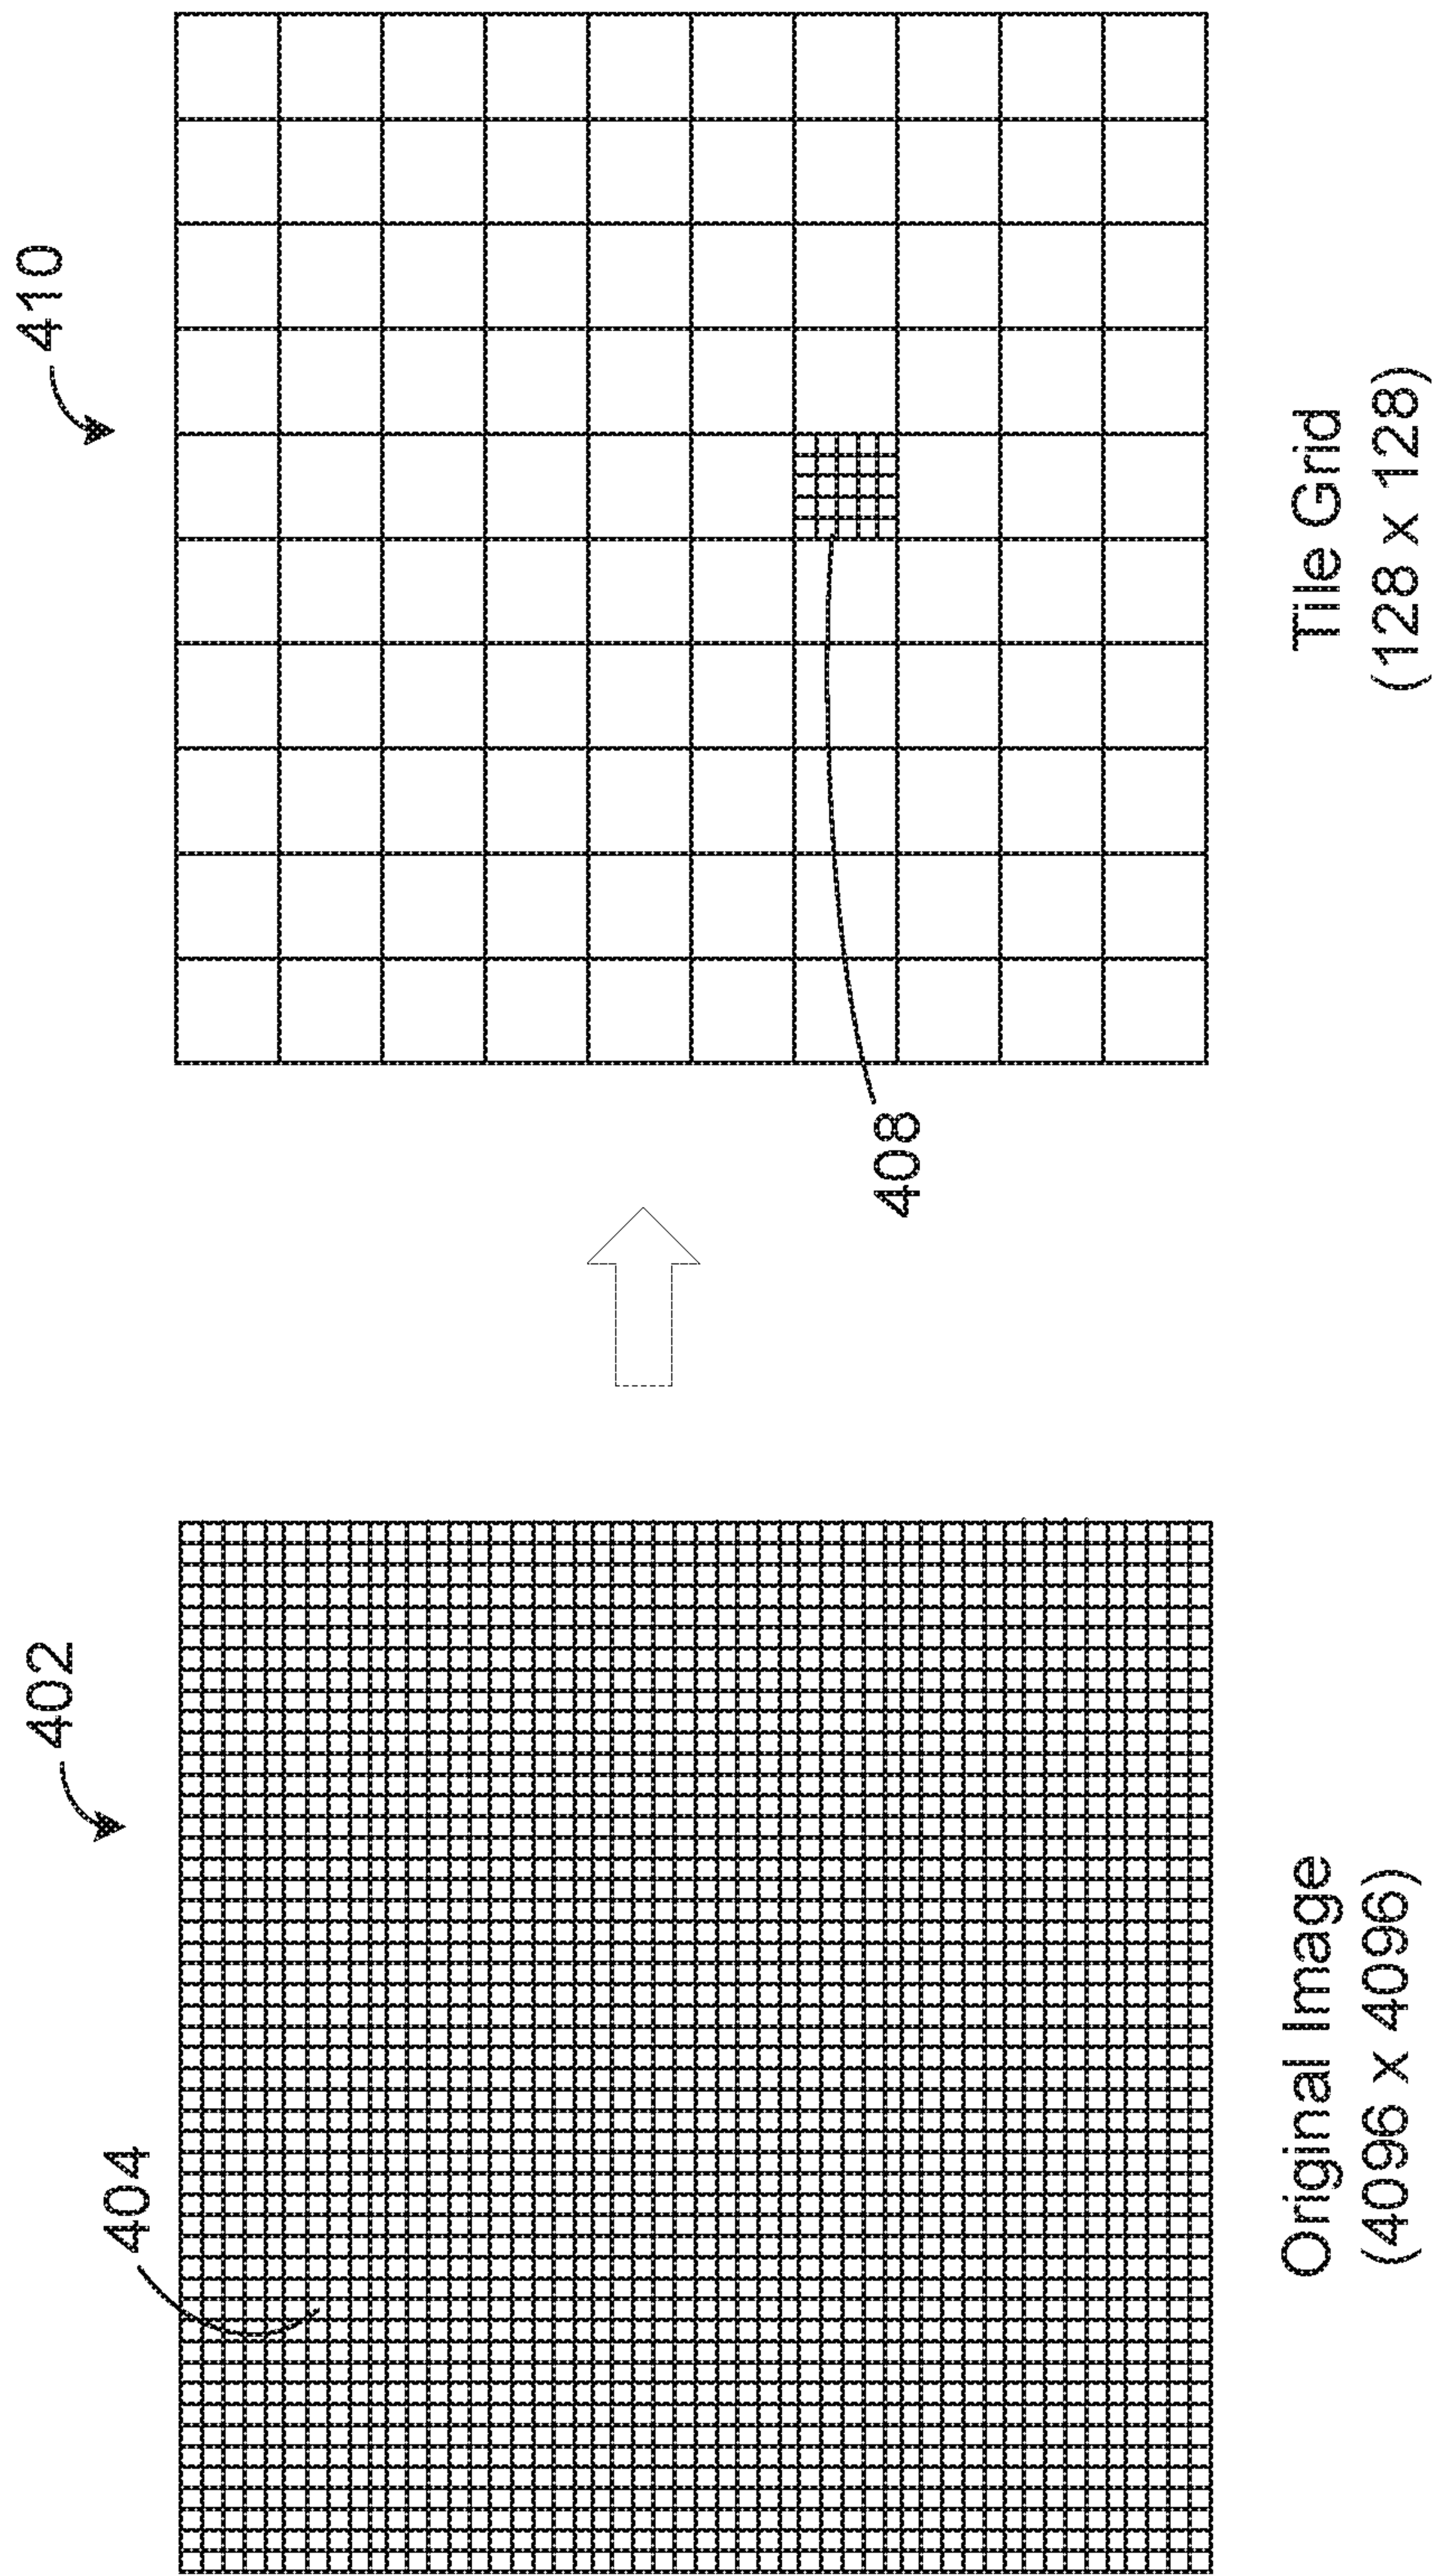 402
404
Original Image
(4096 x 4096)
410
408
Tile Grid
(128 x 128)